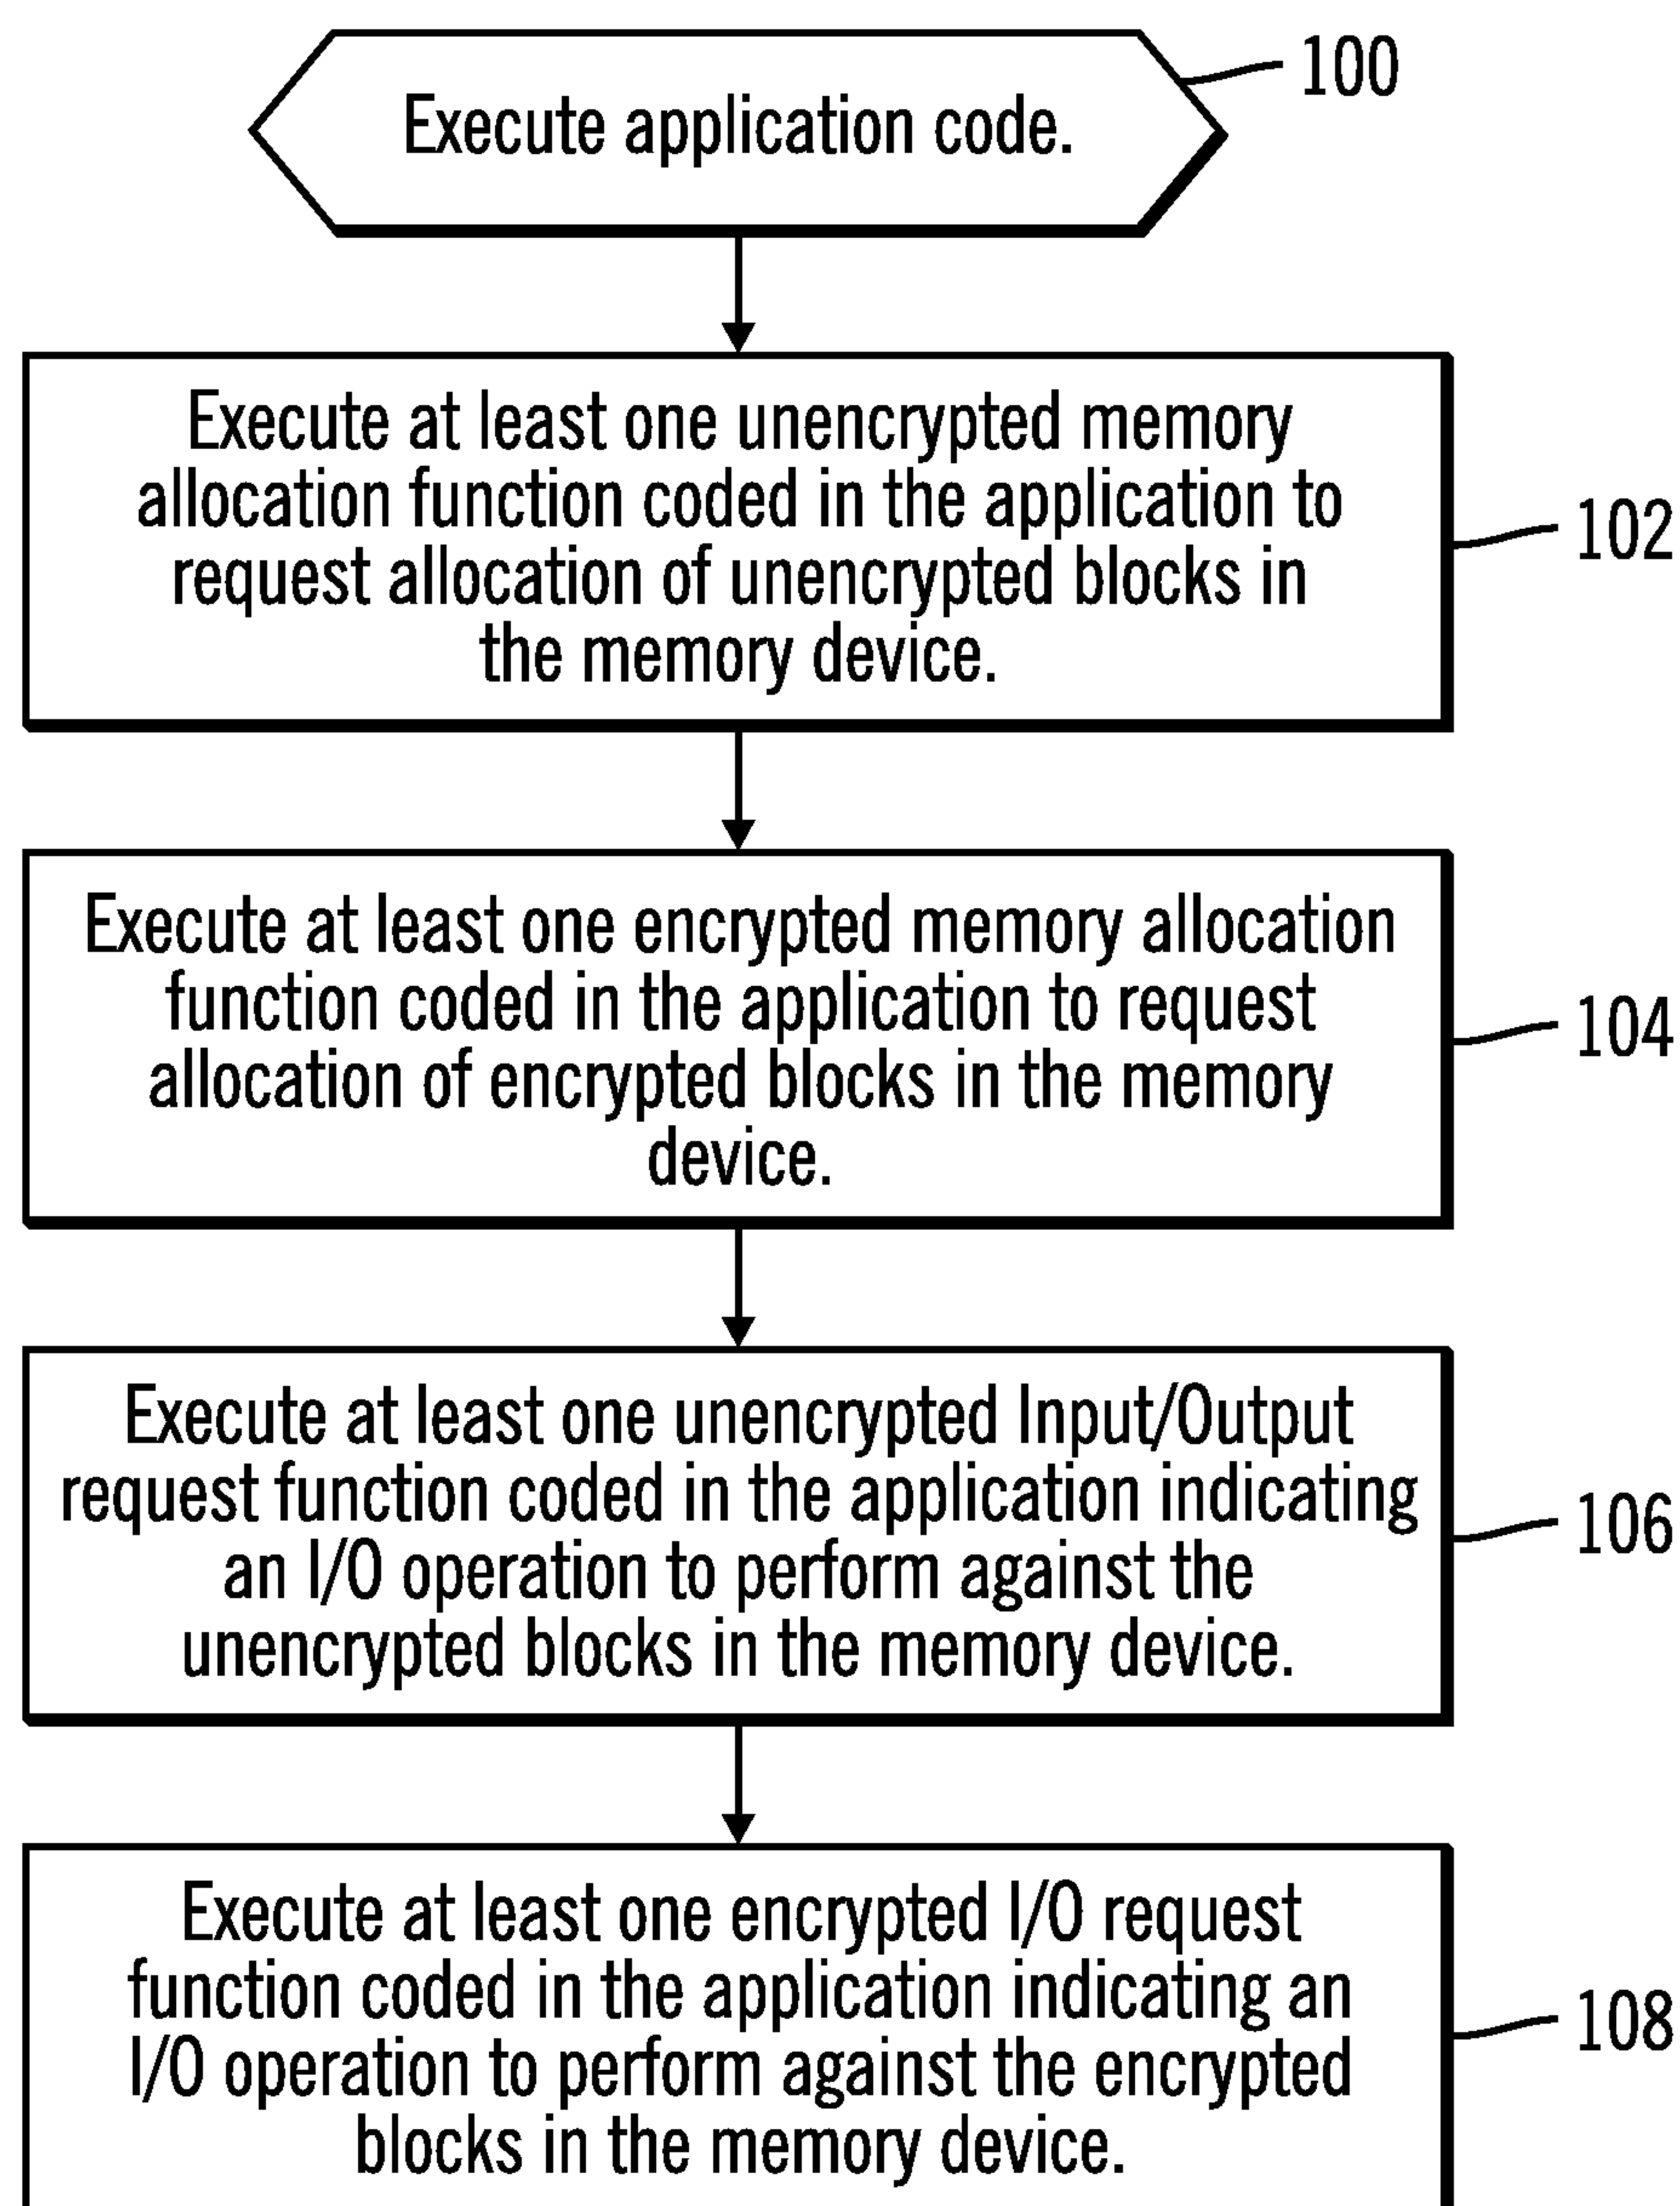 Execute application code.
100
Execute at least one unencrypted memory
allocation function coded in the application to
request allocation of unencrypted blocks in
the memory device.
102
Execute at least one encrypted memory allocation
function coded in the application to request
allocation of encrypted blocks in the memory
device.
104
Execute at least one unencrypted Input/Output
request function coded in the application indicating
an I/O operation to perform against the
unencrypted blocks in the memory device.
106
Execute at least one encrypted I/O request
function coded in the application indicating an
I/O operation to perform against the encrypted
blocks in the memory device.
108